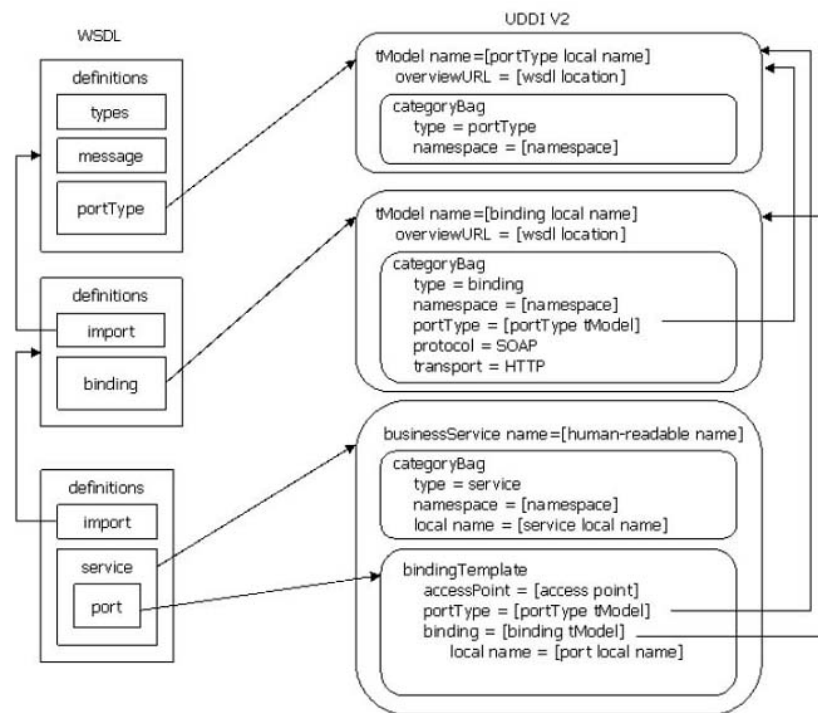 UDDI V2
WSDL
definitions
types
message
portType
definitions
import
binding
definitions
import
service
port
tModel name=[portType local name]
overviewURL = [wsdl location]
categoryBag
type = portType
namespace = [namespace]
tModel name=[binding local name]
overviewURL = [wsdl location]
categoryBag
type = binding
namespace = [namespace]
portType = [portType tModel]
protocol = SOAP
transport = HTTP
businessService name=[human-readable name]
categoryBag
type = service
namespace = [namespace]
local name = [service local name]
bindingTemplate
accessPoint = [access point]
portType = [portType tModel]
binding = [binding tModel]
local name = [port local name]